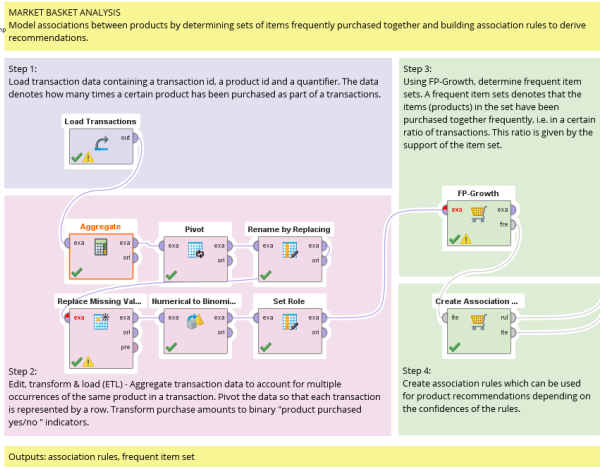 MARKET BASKET ANALYSIS
Model associations between products by determining sets of items frequently purchased together and building association rules to derive
recommendations.
Step 1:
Load transaction data containing a transaction id, a product id and a quantifier. The data
denotes how many times a certain product has been purchased as part of a transactions.
Load Transactions
out
Step 3:
Using FP-Growth, determine frequent item
sets. A frequent item sets denotes that the
items (products) in the set have been
purchased together frequently, i.e. in a certain
ratio of transactions. This ratio is given by the
support of the item set.
FP-Growth
exa exa
fre
Aggregate
exa exa
ori
Pivot
exa exa
ori
Rename by Replacing
exa exa
ori
Replace Missing Val...
exa exa
ori
pre
Numerical to Binomi...
exa exa
ori
Set Role
exa exa
ori
Create Association ...
ite rul
ite
Step 2:
Edit, transform & load (ETL) - Aggregate transaction data to account for multiple
occurrences of the same product in a transaction. Pivot the data so that each transaction
is represented by a row. Transform purchase amounts to binary "product purchased
yes/no " indicators.
Step 4:
Create association rules which can be used
for product recommendations depending on
the confidences of the rules.
Outputs: association rules, frequent item set